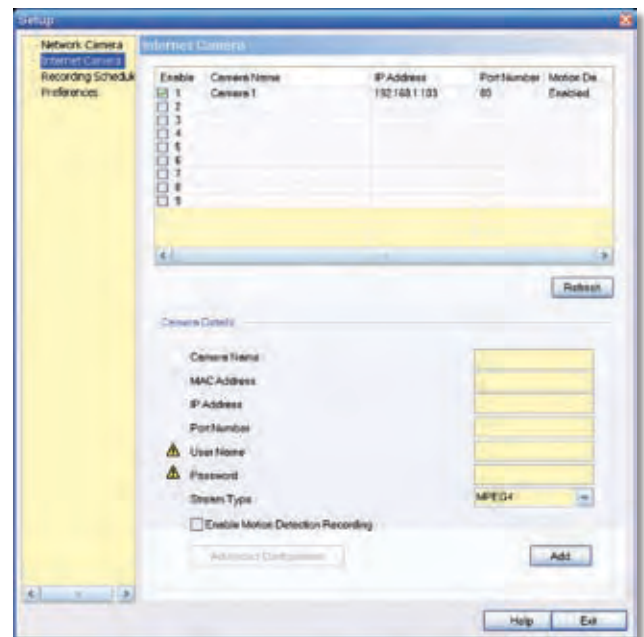 Setup
Network Camera
Internet Camera
Recording Schedul
Preferences
Internet Camera
Enable Camera Name IP Address Port Number Motion De...
1 Camera 1 192.168.1.103 80 Enabled
2
3
4
5
6
7
8
9
Refresh
Camera Details
Camera Name
MAC Address
IP Address
Port Number
User Name
Password
Stream Type MPEG4
Enable Motion Detection Recording
Advanced Configuration Add
Help Exit